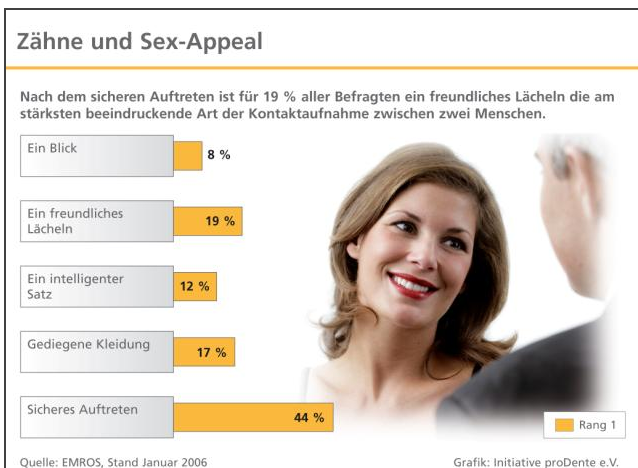 Zähne und Sex-Appeal
Nach dem sicheren Auftreten ist für 19 % aller Befragten ein freundliches Lächeln die am
stärksten beeindruckende Art der Kontaktaufnahme zwischen zwei Menschen.
Ein Blick
8 %
Ein freundliches
Lächeln
19 %
Ein intelligenter
Satz
12 %
Gediegene Kleidung
17 %
Sicheres Auftreten
44 %
Rang 1
Quelle: EMROS, Stand Januar 2006
Grafik: Initiative proDente e.V.